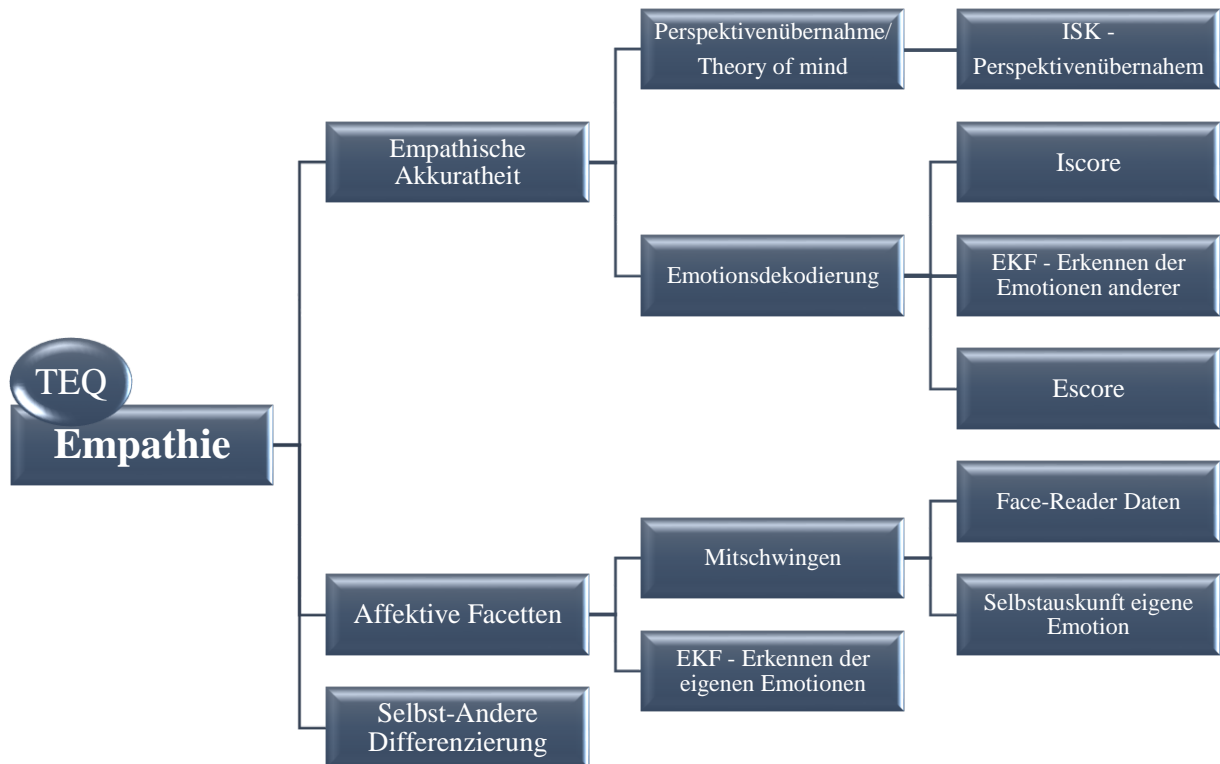 Perspektivenübernahme/
Theory of mind
ISK -
Perspektivenübernahem
Empathische
Akkuratheit
Iscore
Emotionsdekodierung
EKF - Erkennen der
Emotionen anderer
Escore
TEQ
Empathie
Face-Reader Daten
Mitschwingen
Affektive Facetten
Selbstauskunft eigene
Emotion
EKF - Erkennen der
eigenen Emotionen
Selbst-Andere
Differenzierung